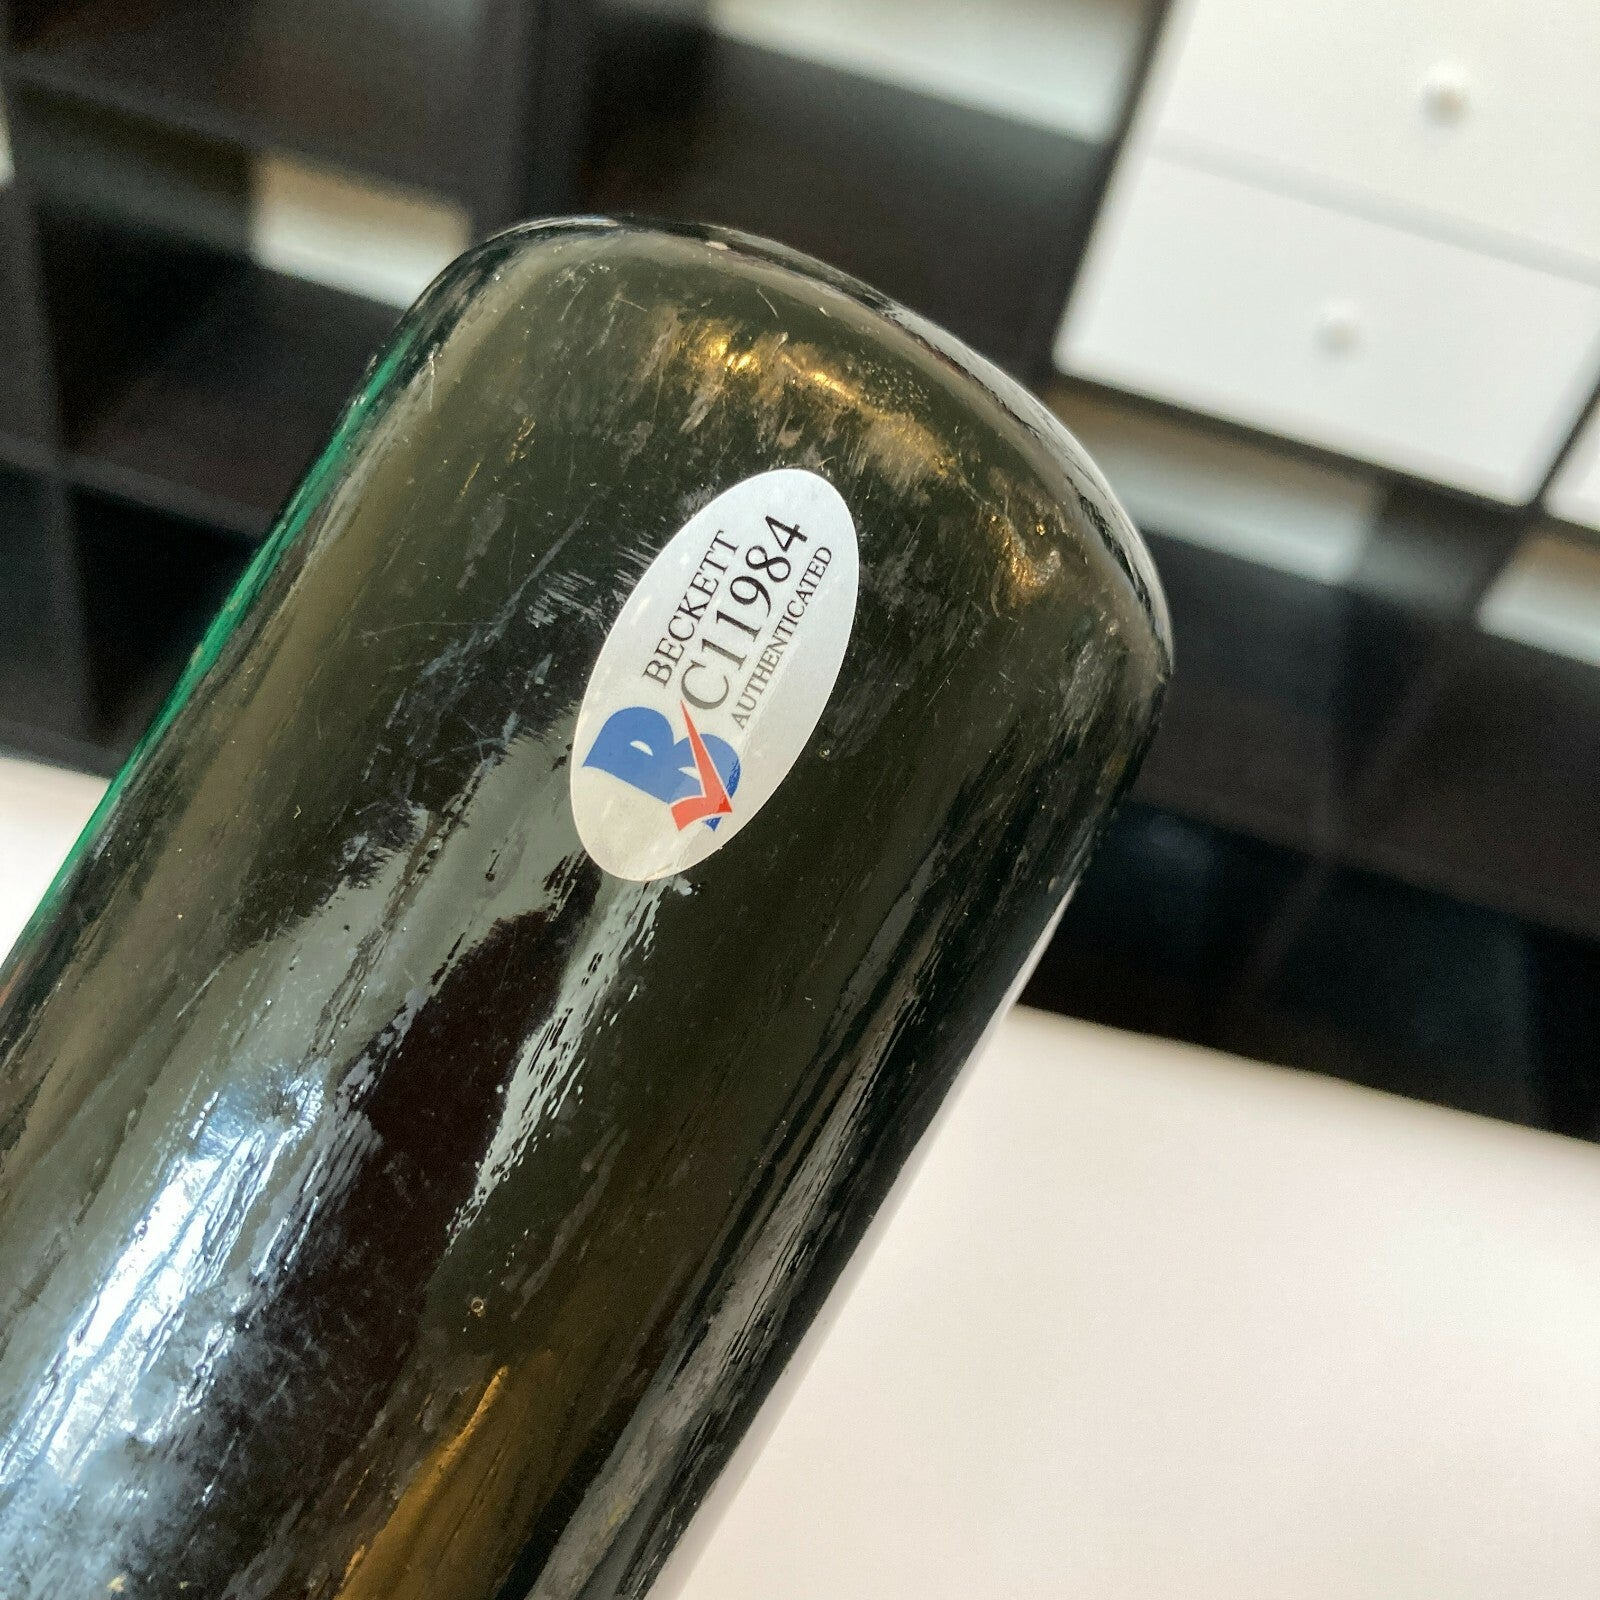 BECKETT
C11984
AUTHENTICATED
B